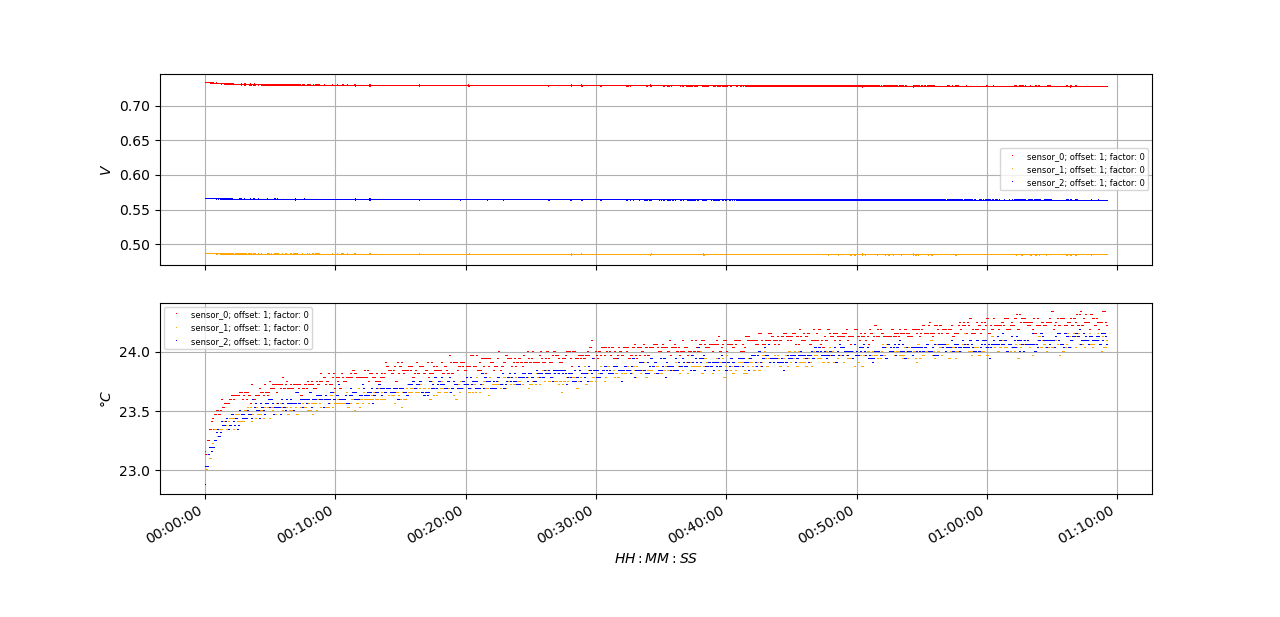 0.70
0.65
0.60
0.55
0.50
V
sensor_0; offset: 1; factor: 0
sensor_1; offset: 1; factor: 0
sensor_2; offset: 1; factor: 0
sensor_0; offset: 1; factor: 0
sensor_1; offset: 1; factor: 0
sensor_2; offset: 1; factor: 0
24.0
23.5
23.0
°C
00:00:00 00:10:00 00:20:00 00:30:00 00:40:00 00:50:00 01:00:00 01:10:00
HH : MM : SS